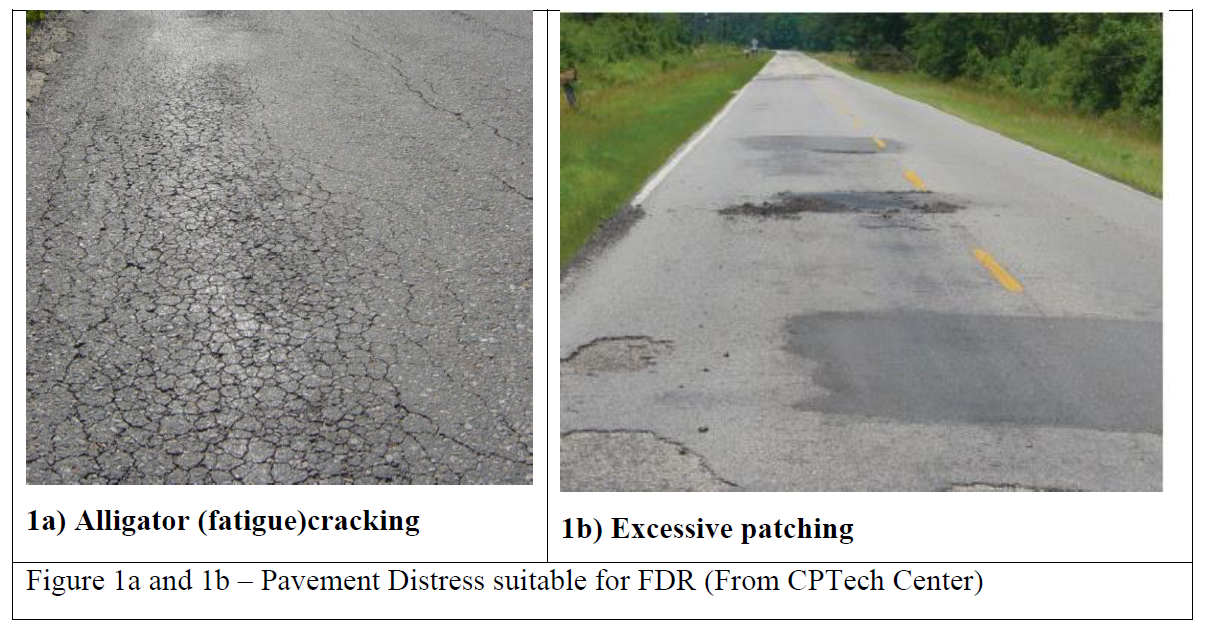 1a) Alligator (fatigue)cracking
1b) Excessive patching
Figure 1a and 1b – Pavement Distress suitable for FDR (From CPTech Center)